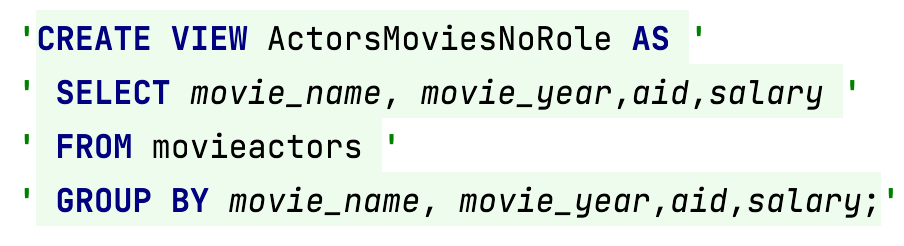 'CREATE VIEW ActorsMoviesNoRole AS '
' SELECT movie_name, movie_year,aid,salary '
' FROM movieactors '
' GROUP BY movie_name, movie_year,aid,salary;'